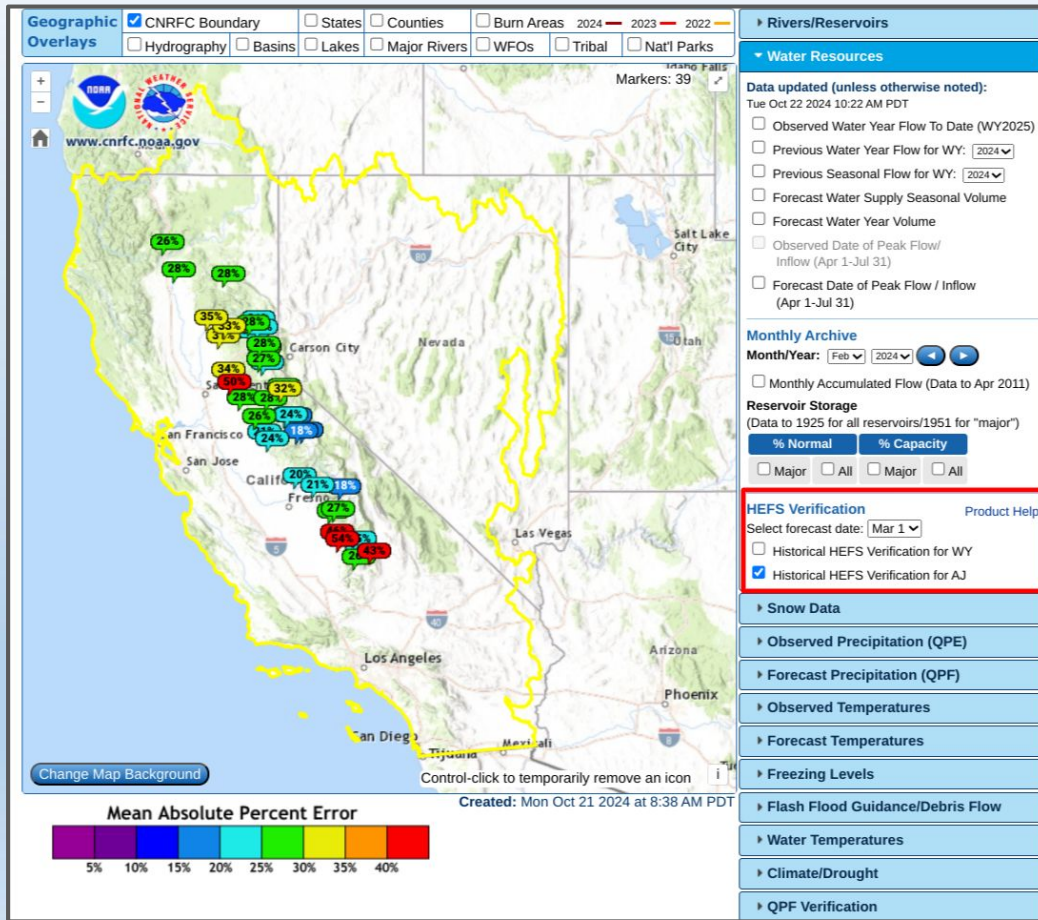 Geographic Overlays
CNRFC Boundary
States
Counties
Burn Areas 2024 2023 2022
Hydrography
Basins
Lakes
Major Rivers
WFOs
Tribal
Nat'l Parks
+
−
NOAA
NATIONAL WEATHER SERVICE
www.cnrfc.noaa.gov
Markers: 39
Idaho Falls
26%
28%
28%
35%
33%
31%
28%
28%
27%
34%
50%
32%
28%
28%
26%
24%
24%
18%
20%
21%
18%
27%
54%
43%
Salt Lake City
80
15
Utah
Nevada
Carson City
San Francisco
San Jose
Fresno
5
Las Vegas
40
Los Angeles
Arizona
Phoenix
8
San Diego
Tijuana
Mexicali
Change Map Background
Control-click to temporarily remove an icon
i
Created: Mon Oct 21 2024 at 8:38 AM PDT
Mean Absolute Percent Error
5% 10% 15% 20% 25% 30% 35% 40%
Rivers/Reservoirs
Water Resources
Data updated (unless otherwise noted):
Tue Oct 22 2024 10:22 AM PDT
Observed Water Year Flow To Date (WY2025)
Previous Water Year Flow for WY: 2024
Previous Seasonal Flow for WY: 2024
Forecast Water Supply Seasonal Volume
Forecast Water Year Volume
Observed Date of Peak Flow/
Inflow (Apr 1-Jul 31)
Forecast Date of Peak Flow / Inflow
(Apr 1-Jul 31)
Monthly Archive
Month/Year: Feb 2024
Monthly Accumulated Flow (Data to Apr 2011)
Reservoir Storage
(Data to 1925 for all reservoirs/1951 for "major")
% Normal % Capacity
Major All Major All
HEFS Verification Product Help
Select forecast date: Mar 1
Historical HEFS Verification for WY
Historical HEFS Verification for AJ
Snow Data
Observed Precipitation (QPE)
Forecast Precipitation (QPF)
Observed Temperatures
Forecast Temperatures
Freezing Levels
Flash Flood Guidance/Debris Flow
Water Temperatures
Climate/Drought
QPF Verification